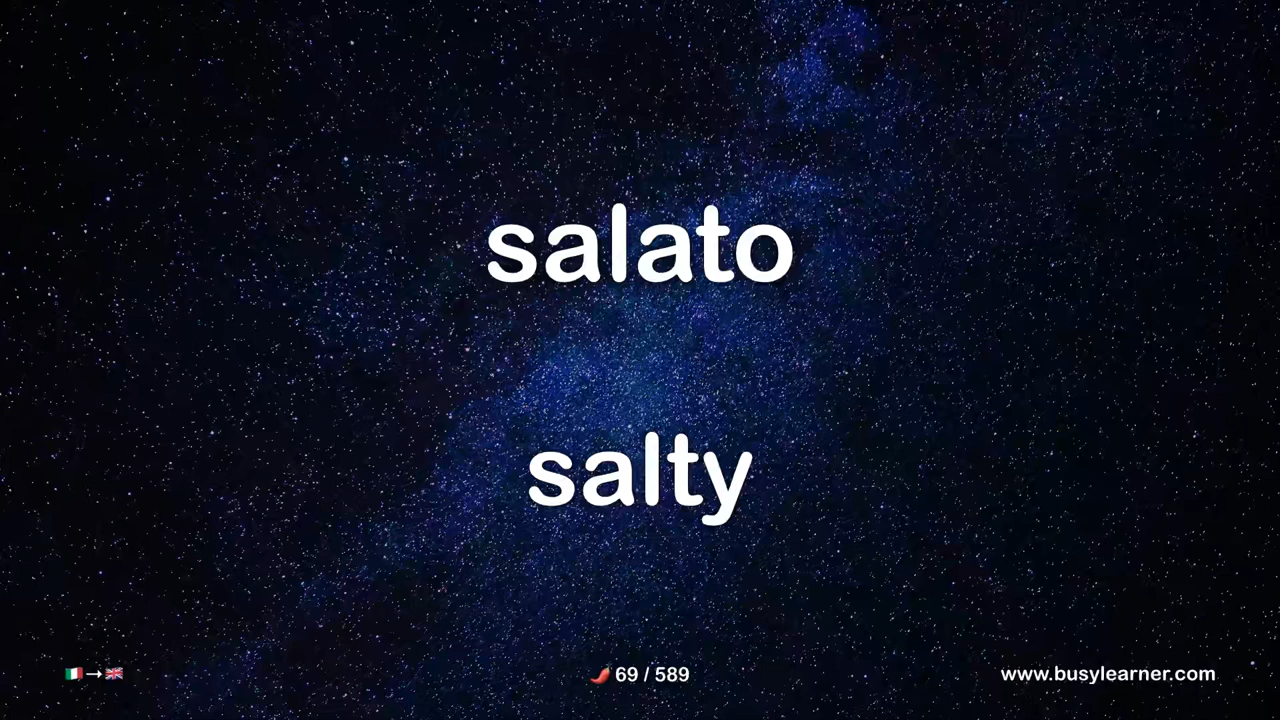 salato
salty
🇮🇹→🇬🇧
🌶️ 69 / 589
www.busylearner.com